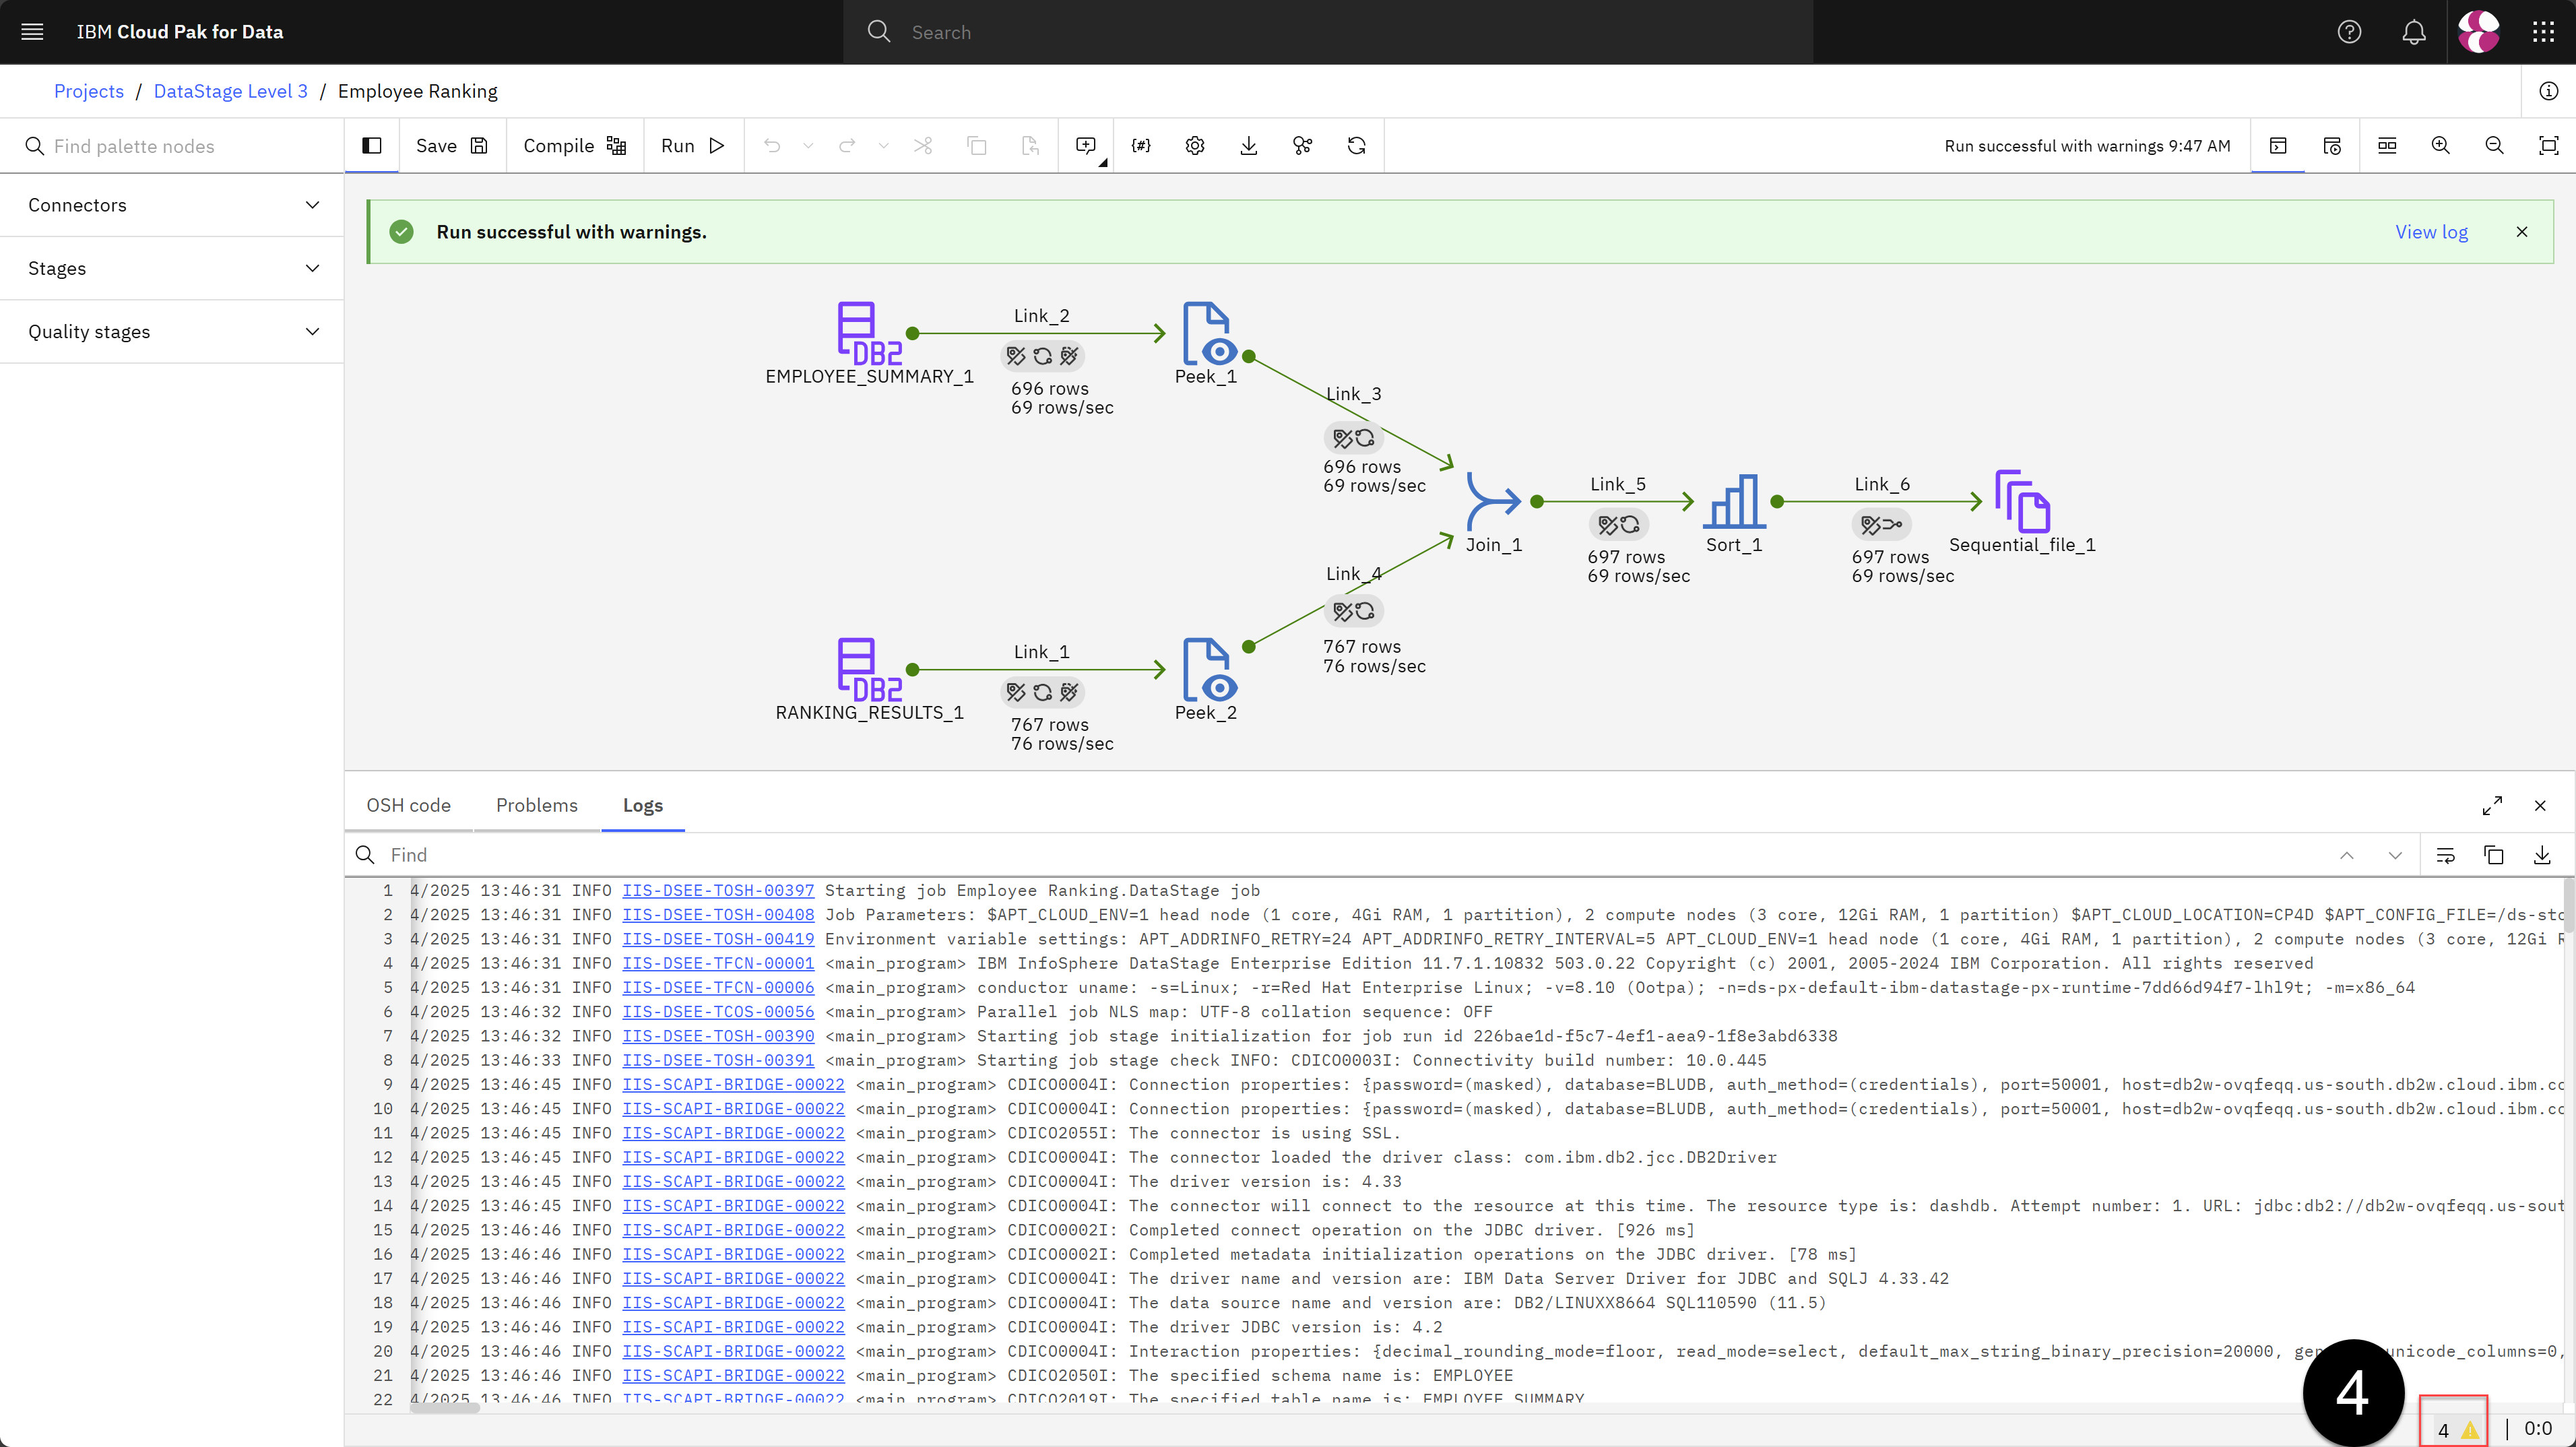 IBM Cloud Pak for Data
Search
Projects / DataStage Level 3 / Employee Ranking
Find palette nodes
Save
Compile
Run
Run successful with warnings 9:47 AM
Connectors
Stages
Quality stages
Run successful with warnings.
View log
DB2
EMPLOYEE_SUMMARY_1
Link_2
696 rows
69 rows/sec
Peek_1
Link_3
696 rows
69 rows/sec
Join_1
Link_5
697 rows
69 rows/sec
Sort_1
Link_6
697 rows
69 rows/sec
Sequential_file_1
Link_4
767 rows
76 rows/sec
DB2
RANKING_RESULTS_1
Link_1
767 rows
76 rows/sec
Peek_2
OSH code
Problems
Logs
Find
1 4/2025 13:46:31 INFO IIS-DSEE-TOSH-00397 Starting job Employee Ranking.DataStage job
2 4/2025 13:46:31 INFO IIS-DSEE-TOSH-00408 Job Parameters: $APT_CLOUD_ENV=1 head node (1 core, 4Gi RAM, 1 partition), 2 compute nodes (3 core, 12Gi RAM, 1 partition) $APT_CLOUD_LOCATION=CP4D $APT_CONFIG_FILE=/ds-sto
3 4/2025 13:46:31 INFO IIS-DSEE-TOSH-00419 Environment variable settings: APT_ADDRINFO_RETRY=24 APT_ADDRINFO_RETRY_INTERVAL=5 APT_CLOUD_ENV=1 head node (1 core, 4Gi RAM, 1 partition), 2 compute nodes (3 core, 12Gi R
4 4/2025 13:46:31 INFO IIS-DSEE-TFCN-00001 <main_program> IBM InfoSphere DataStage Enterprise Edition 11.7.1.10832 503.0.22 Copyright (c) 2001, 2005-2024 IBM Corporation. All rights reserved
5 4/2025 13:46:31 INFO IIS-DSEE-TFCN-00006 <main_program> conductor uname: -s=Linux; -r=Red Hat Enterprise Linux; -v=8.10 (Ootpa); -n=ds-px-default-ibm-datastage-px-runtime-7dd66d94f7-lhl9t; -m=x86_64
6 4/2025 13:46:32 INFO IIS-DSEE-TCOS-00056 <main_program> Parallel job NLS map: UTF-8 collation sequence: OFF
7 4/2025 13:46:32 INFO IIS-DSEE-TOSH-00390 <main_program> Starting job stage initialization for job run id 226bae1d-f5c7-4ef1-aea9-1f8e3abd6338
8 4/2025 13:46:33 INFO IIS-DSEE-TOSH-00391 <main_program> Starting job stage check INFO: CDICO0003I: Connectivity build number: 10.0.445
9 4/2025 13:46:45 INFO IIS-SCAPI-BRIDGE-00022 <main_program> CDICO0004I: Connection properties: {password=(masked), database=BLUDB, auth_method=(credentials), port=50001, host=db2w-ovqfeqq.us-south.db2w.cloud.ibm.co
10 4/2025 13:46:45 INFO IIS-SCAPI-BRIDGE-00022 <main_program> CDICO0004I: Connection properties: {password=(masked), database=BLUDB, auth_method=(credentials), port=50001, host=db2w-ovqfeqq.us-south.db2w.cloud.ibm.co
11 4/2025 13:46:45 INFO IIS-SCAPI-BRIDGE-00022 <main_program> CDICO2055I: The connector is using SSL.
12 4/2025 13:46:45 INFO IIS-SCAPI-BRIDGE-00022 <main_program> CDICO0004I: The connector loaded the driver class: com.ibm.db2.jcc.DB2Driver
13 4/2025 13:46:45 INFO IIS-SCAPI-BRIDGE-00022 <main_program> CDICO0004I: The driver version is: 4.33
14 4/2025 13:46:45 INFO IIS-SCAPI-BRIDGE-00022 <main_program> CDICO0004I: The connector will connect to the resource at this time. The resource type is: dashdb. Attempt number: 1. URL: jdbc:db2://db2w-ovqfeqq.us-sout
15 4/2025 13:46:46 INFO IIS-SCAPI-BRIDGE-00022 <main_program> CDICO0002I: Completed connect operation on the JDBC driver. [926 ms]
16 4/2025 13:46:46 INFO IIS-SCAPI-BRIDGE-00022 <main_program> CDICO0002I: Completed metadata initialization operations on the JDBC driver. [78 ms]
17 4/2025 13:46:46 INFO IIS-SCAPI-BRIDGE-00022 <main_program> CDICO0004I: The driver name and version are: IBM Data Server Driver for JDBC and SQLJ 4.33.42
18 4/2025 13:46:46 INFO IIS-SCAPI-BRIDGE-00022 <main_program> CDICO0004I: The data source name and version are: DB2/LINUXX8664 SQL110590 (11.5)
19 4/2025 13:46:46 INFO IIS-SCAPI-BRIDGE-00022 <main_program> CDICO0004I: The driver JDBC version is: 4.2
20 4/2025 13:46:46 INFO IIS-SCAPI-BRIDGE-00022 <main_program> CDICO0004I: Interaction properties: {decimal_rounding_mode=floor, read_mode=select, default_max_string_binary_precision=20000, unicode_columns=0,
21 4/2025 13:46:46 INFO IIS-SCAPI-BRIDGE-00022 <main_program> CDICO2050I: The specified schema name is: EMPLOYEE
22 4/2025 13:46:46 INFO IIS-SCAPI-BRIDGE-00022 <main_program> CDICO2019I: The specified table name is: EMPLOYEE_SUMMARY
4
4
0:0